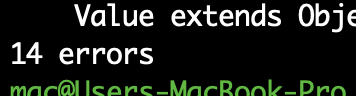 Value extends Obje
14 errors
mac@Users-MacBook-Pro